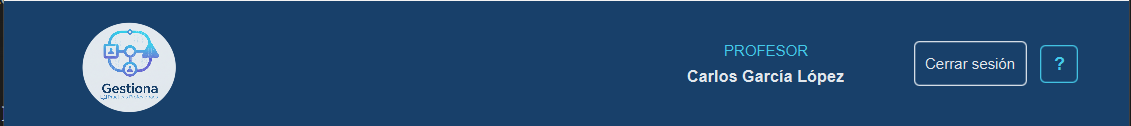 Gestiona
PROFESOR
Carlos García López
Cerrar sesión
?